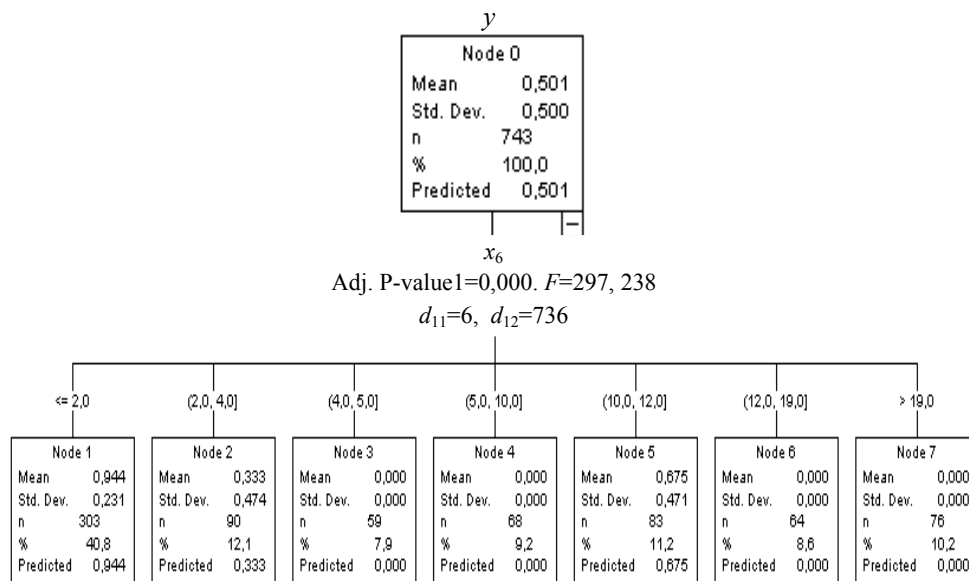 y
Node 0
Mean 0,501
Std. Dev. 0,500
n 743
% 100,0
Predicted 0,501
x6
Adj. P-value1=0,000. F=297, 238
d11=6, d12=736
<= 2,0 (2,0, 4,0] (4,0, 5,0] (5,0, 10,0] (10,0, 12,0] (12,0, 19,0] > 19,0
Node 1
Mean 0,944
Std. Dev. 0,231
n 303
% 40,8
Predicted 0,944
Node 2
Mean 0,333
Std. Dev. 0,474
n 90
% 12,1
Predicted 0,333
Node 3
Mean 0,000
Std. Dev. 0,000
n 59
% 7,9
Predicted 0,000
Node 4
Mean 0,000
Std. Dev. 0,000
n 68
% 9,2
Predicted 0,000
Node 5
Mean 0,675
Std. Dev. 0,471
n 83
% 11,2
Predicted 0,675
Node 6
Mean 0,000
Std. Dev. 0,000
n 64
% 8,6
Predicted 0,000
Node 7
Mean 0,000
Std. Dev. 0,000
n 76
% 10,2
Predicted 0,000